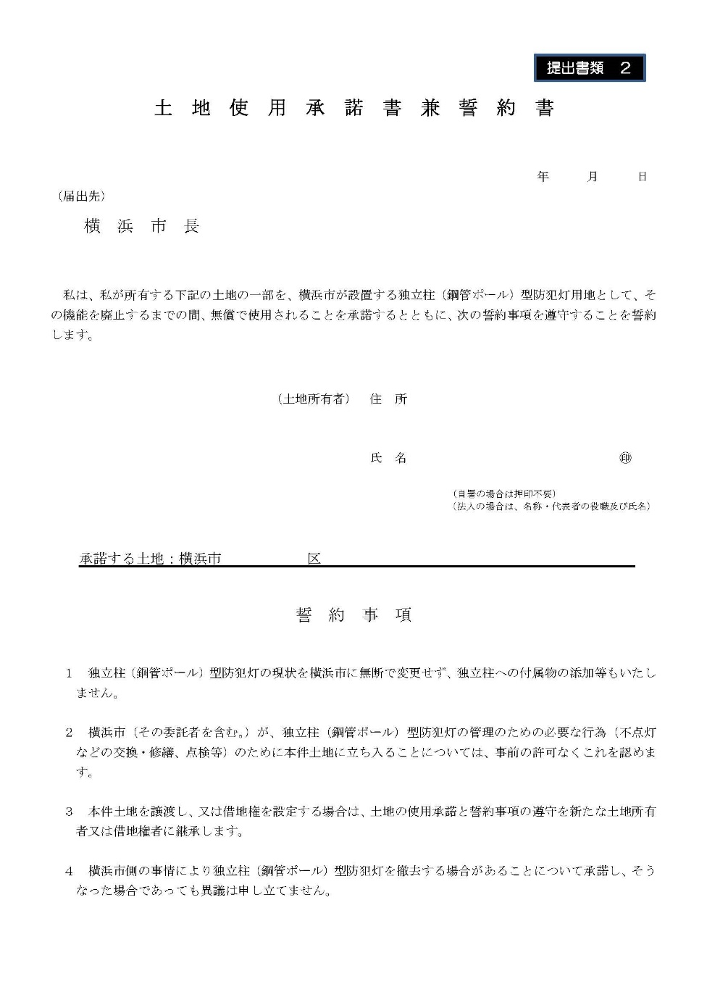 提出書類　２
土地使用承諾書兼誓約書
年　　　月　　　日
（届出先）
横　浜　市　長
私は、私が所有する下記の土地の一部を、横浜市が設置する独立柱（鋼管ポール）型防犯灯用地として、そ
の機能を廃止するまでの間、無償で使用されることを承諾するとともに、次の誓約事項を遵守することを誓約
します。
（土地所有者）　住　所
氏　名　　　　　　　　　　㊞
（自署の場合は押印不要）
（法人の場合は、名称・代表者の役職及び氏名）
承諾する土地：横浜市　　　　　　区
誓　約　事　項
１　独立柱（鋼管ポール）型防犯灯の現状を横浜市に無断で変更せず、独立柱への付属物の添加等もいたし
ません。
２　横浜市（その委託者を含む。）が、独立柱（鋼管ポール）型防犯灯の管理のための必要な行為（不点灯
などの交換・修繕、点検等）のために本件土地に立ち入ることについては、事前の許可なくこれを認めま
す。
３　本件土地を譲渡し、又は借地権を設定する場合は、土地の使用承諾と誓約事項の遵守を新たな土地所有
者又は借地権者に継承します。
４　横浜市側の事情により独立柱（鋼管ポール）型防犯灯を撤去する場合があることについて承諾し、そう
なった場合であっても異議は申し立てません。